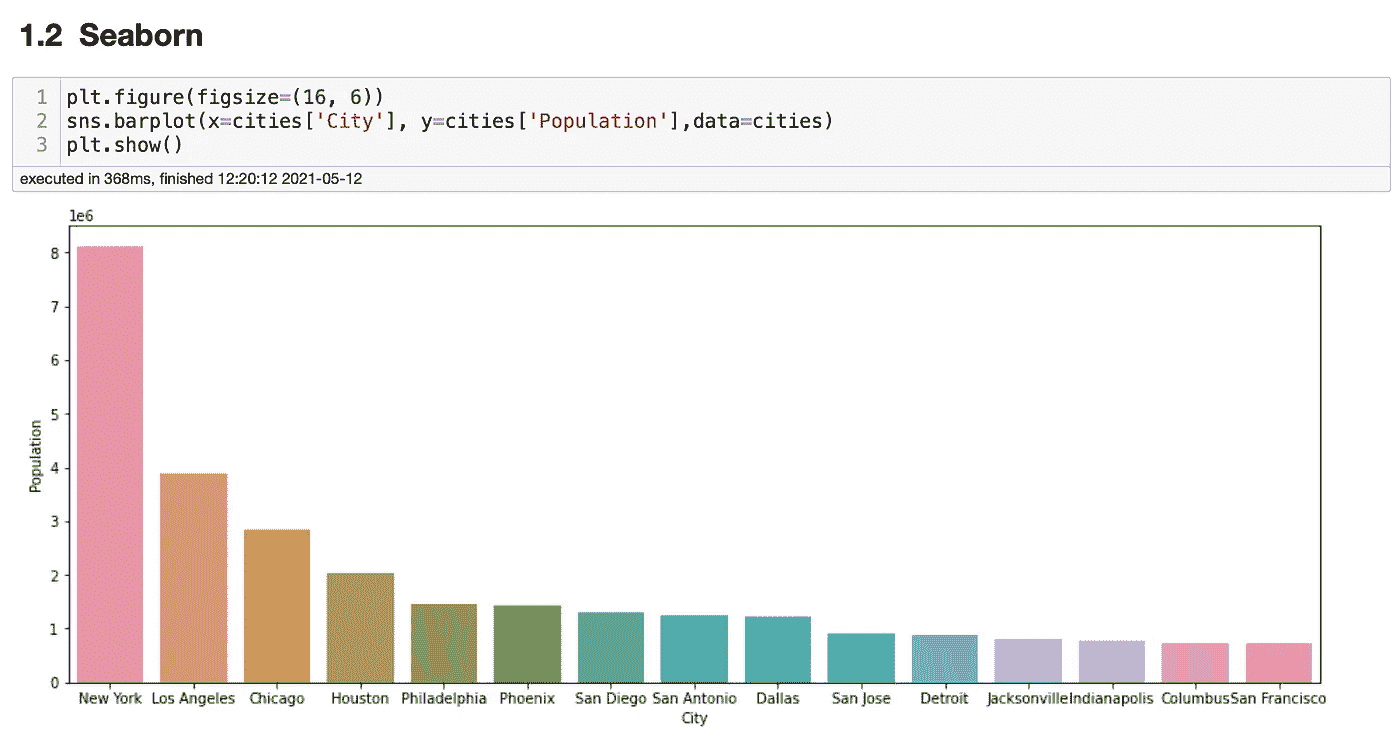 1.2 Seaborn
1 plt.figure(figsize=(16, 6))
2 sns.barplot(x=cities['City'], y=cities['Population'],data=cities)
3 plt.show()
executed in 368ms, finished 12:20:12 2021-05-12
1e6
8
7
6
5
4
3
2
1
0
Population
New York Los Angeles Chicago Houston Philadelphia Phoenix San Diego San Antonio Dallas San Jose Detroit Jacksonville Indianapolis Columbus San Francisco
City